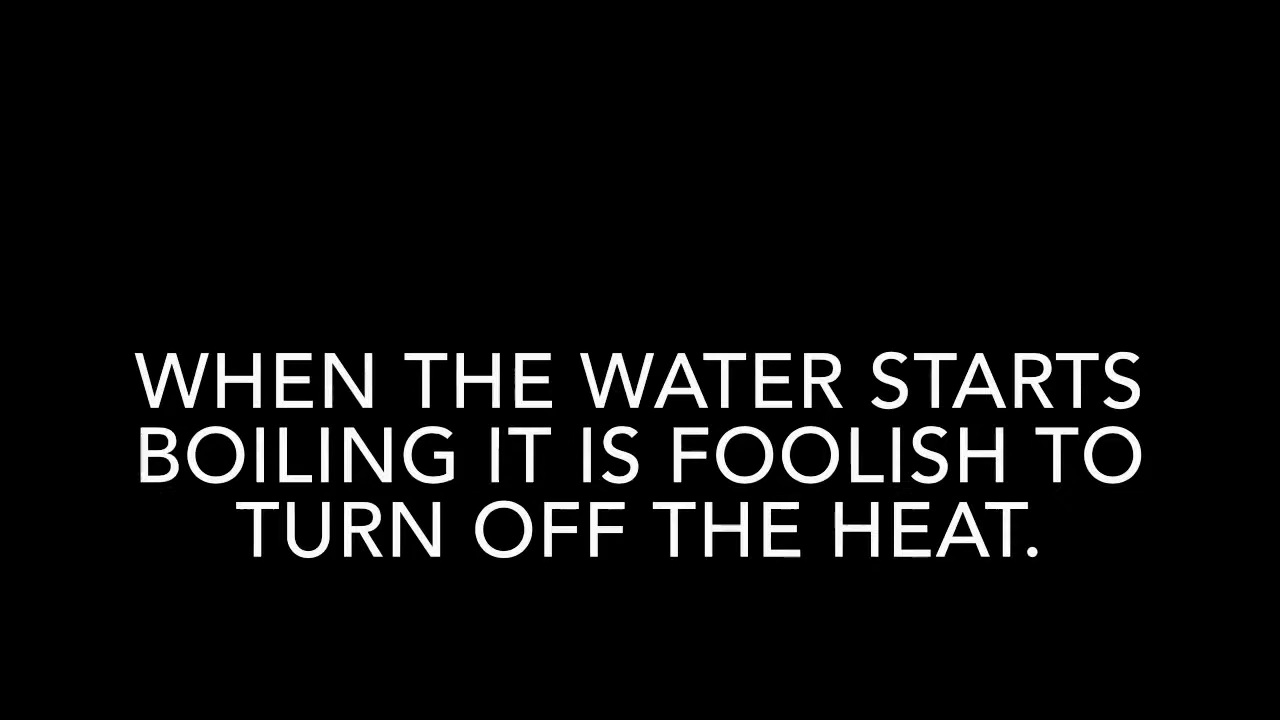 WHEN THE WATER STARTS
BOILING IT IS FOOLISH TO
TURN OFF THE HEAT.